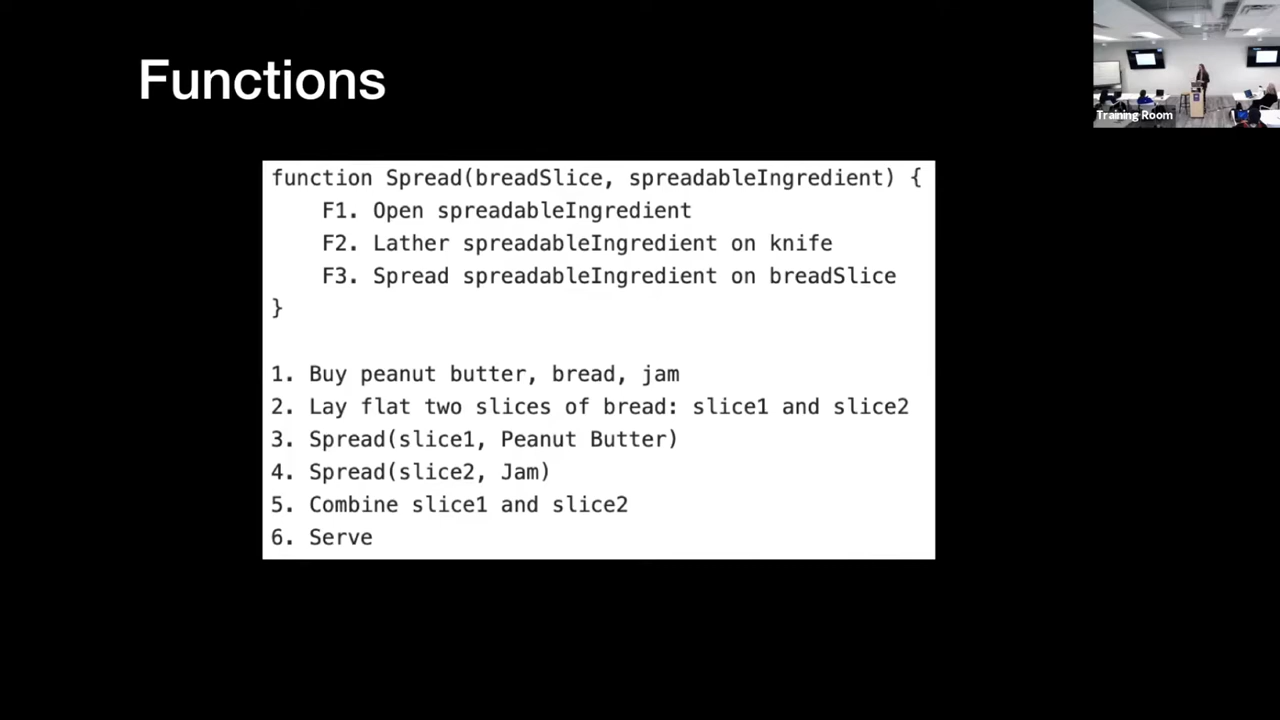 Functions
Training Room
function Spread(breadSlice, spreadableIngredient) {
F1. Open spreadableIngredient
F2. Lather spreadableIngredient on knife
F3. Spread spreadableIngredient on breadSlice
}
1. Buy peanut butter, bread, jam
2. Lay flat two slices of bread: slice1 and slice2
3. Spread(slice1, Peanut Butter)
4. Spread(slice2, Jam)
5. Combine slice1 and slice2
6. Serve